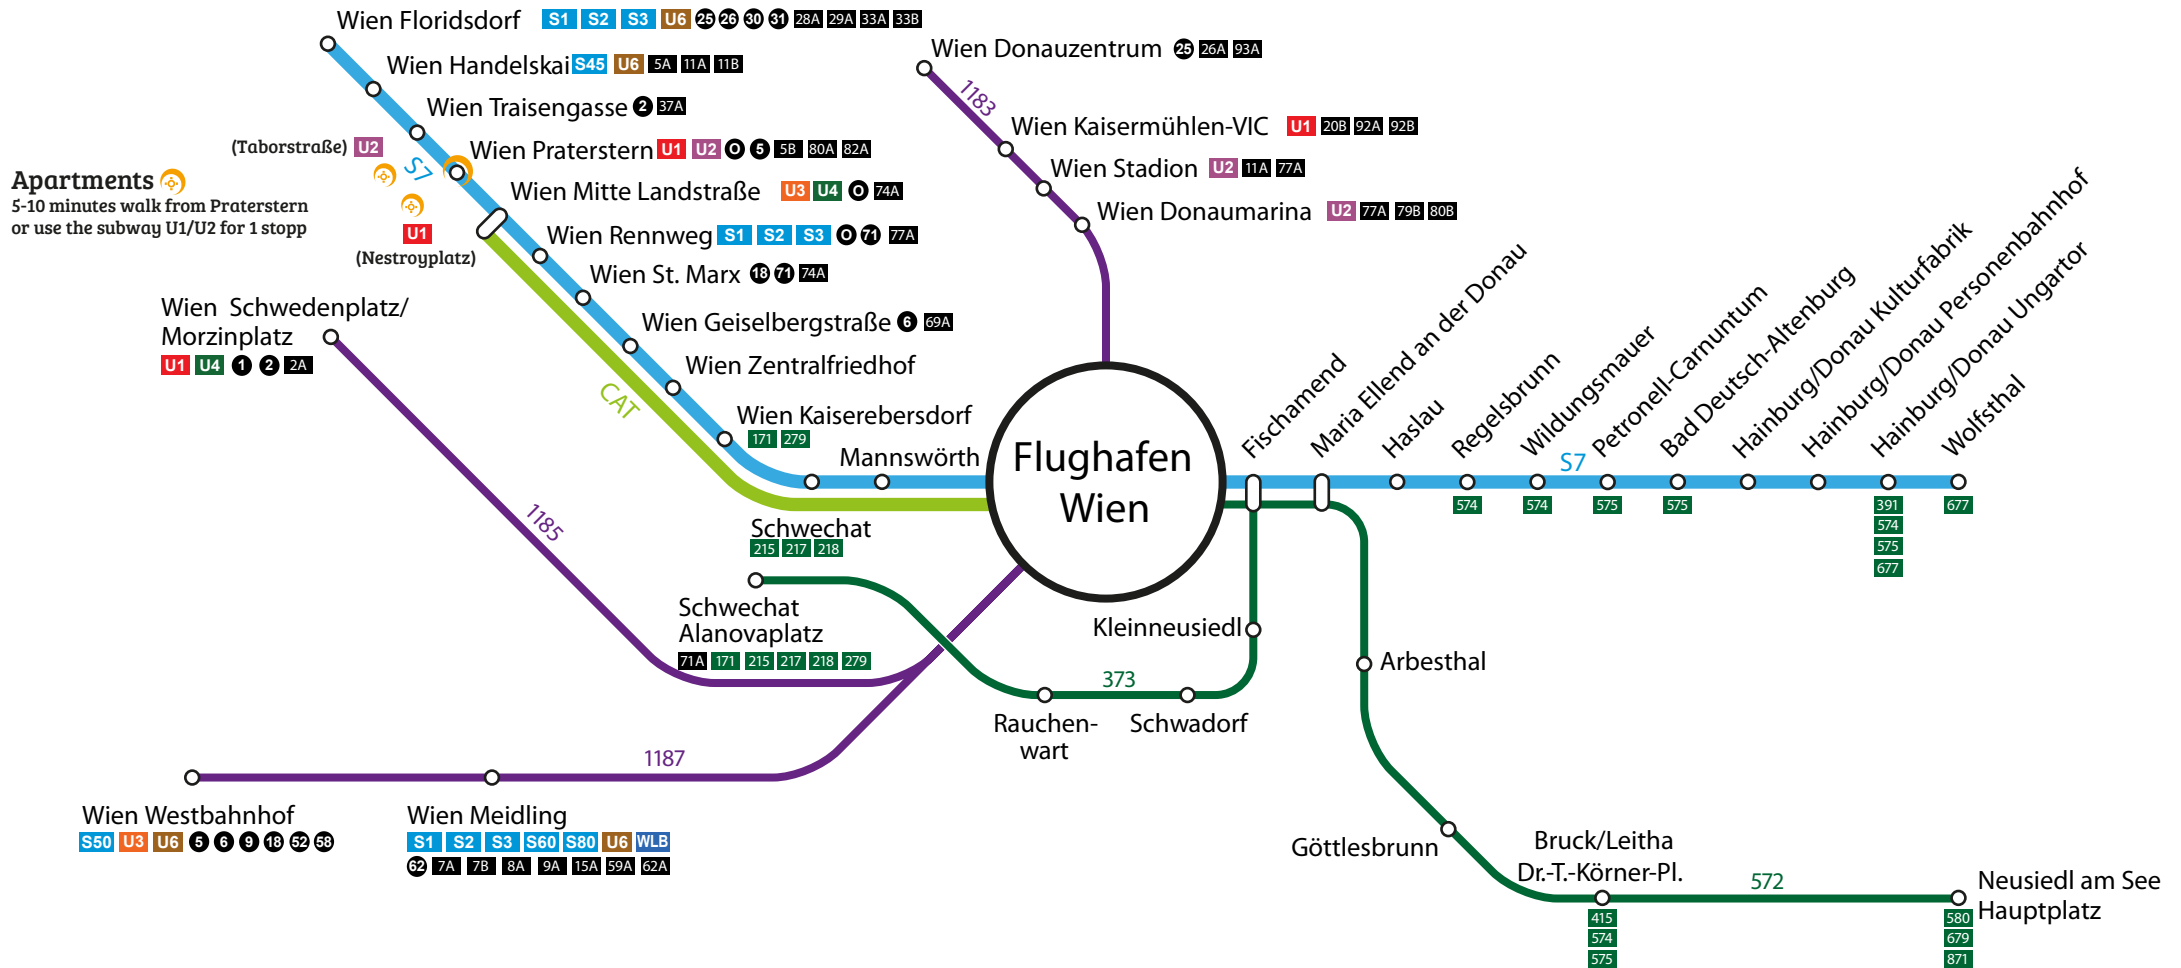 Wien Floridsdorf S1 S2 S3 U6 25 26 30 31 28A 29A 33A 33B
Wien Handelskai S45 U6 5A 11A 11B
Wien Traisengasse 2 37A
(Taborstraße) U2
Wien Praterstern U1 U2 O 5 5B 80A 82A
S7
Apartments
5-10 minutes walk from Praterstern
or use the subway U1/U2 for 1 stopp
U1
(Nestroyplatz)
Wien Mitte Landstraße U3 U4 O 74A
Wien Rennweg S1 S2 S3 O 71 77A
Wien St. Marx 18 71 74A
Wien Geiselbergstraße 6 69A
Wien Zentralfriedhof
CAT
Wien Kaiserebersdorf
171 279
Mannswörth
Schwechat
215 217 218
Wien Donauzentrum 25 26A 93A
1183
Wien Kaisermühlen-VIC U1 20B 92A 92B
Wien Stadion U2 11A 77A
Wien Donaumarina U2 77A 79B 80B
Flughafen
Wien
Fischamend
Maria Ellend an der Donau
Haslau
Regelsbrunn
574
Wildungsmauer
574
S7
Petronell-Carnuntum
575
Bad Deutsch-Altenburg
575
Hainburg/Donau Kulturfabrik
Hainburg/Donau Personenbahnhof
Hainburg/Donau Ungartor
391
574
575
677
Wolfsthal
677
Wien Schwedenplatz/
Morzinplatz
U1 U4 1 2 2A
1185
Schwechat
Alanovaplatz
71A 171 215 217 218 279
Rauchen-
wart
373
Schwadorf
Kleinneusiedl
Arbesthal
Göttlesbrunn
Bruck/Leitha
Dr.-T.-Körner-Pl.
415
574
575
572
Neusiedl am See
Hauptplatz
580
679
871
1187
Wien Westbahnhof
S50 U3 U6 5 6 9 18 52 58
Wien Meidling
S1 S2 S3 S60 S80 U6 WLB
62 7A 7B 8A 9A 15A 59A 62A